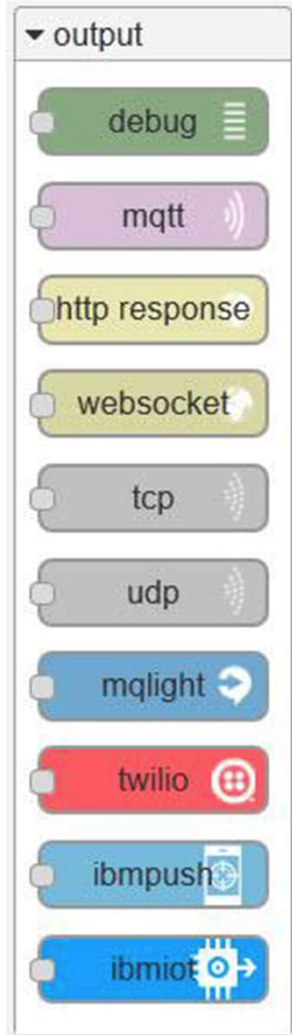 output
debug
mqtt
http response
websocket
tcp
udp
mqlight
twilio
ibmpush
ibmiot